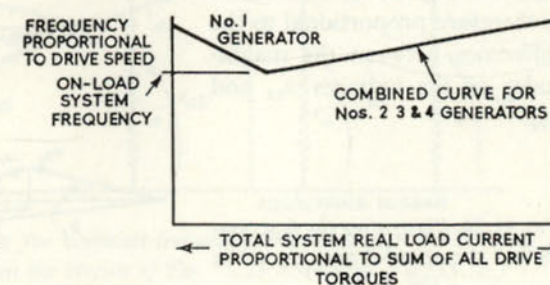 FREQUENCY
PROPORTIONAL
TO DRIVE SPEED
No. 1
GENERATOR
ON-LOAD
SYSTEM
FREQUENCY
COMBINED CURVE FOR
Nos. 2 3 & 4 GENERATORS
TOTAL SYSTEM REAL LOAD CURRENT
PROPORTIONAL TO SUM OF ALL DRIVE
TORQUES